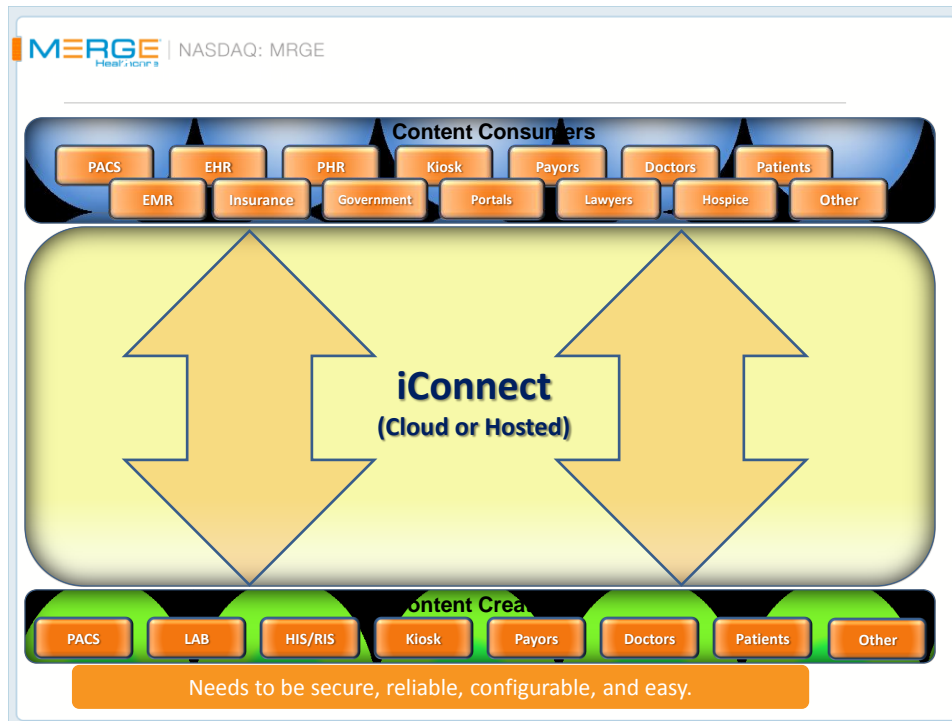 MERGE | NASDAQ: MRGE
Healthcare
Content Consumers
PACS EHR PHR Kiosk Payors Doctors Patients
EMR Insurance Government Portals Lawyers Hospice Other
iConnect
(Cloud or Hosted)
ontent Crea
PACS LAB HIS/RIS Kiosk Payors Doctors Patients Other
Needs to be secure, reliable, configurable, and easy.